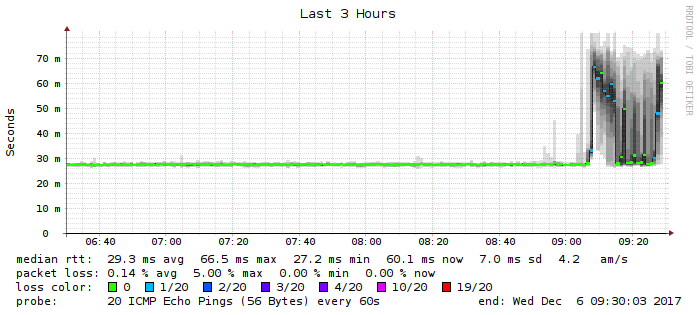 Last 3 Hours
RRDTOOL / TOBI OETIKER
Seconds
70 m
60 m
50 m
40 m
30 m
20 m
10 m
0
06:40 07:00 07:20 07:40 08:00 08:20 08:40 09:00 09:20
median rtt: 29.3 ms avg 66.5 ms max 27.2 ms min 60.1 ms now 7.0 ms sd 4.2 am/s
packet loss: 0.14 % avg 5.00 % max 0.00 % min 0.00 % now
loss color: 0 1/20 2/20 3/20 4/20 10/20 19/20
probe: 20 ICMP Echo Pings (56 Bytes) every 60s end: Wed Dec 6 09:30:03 2017